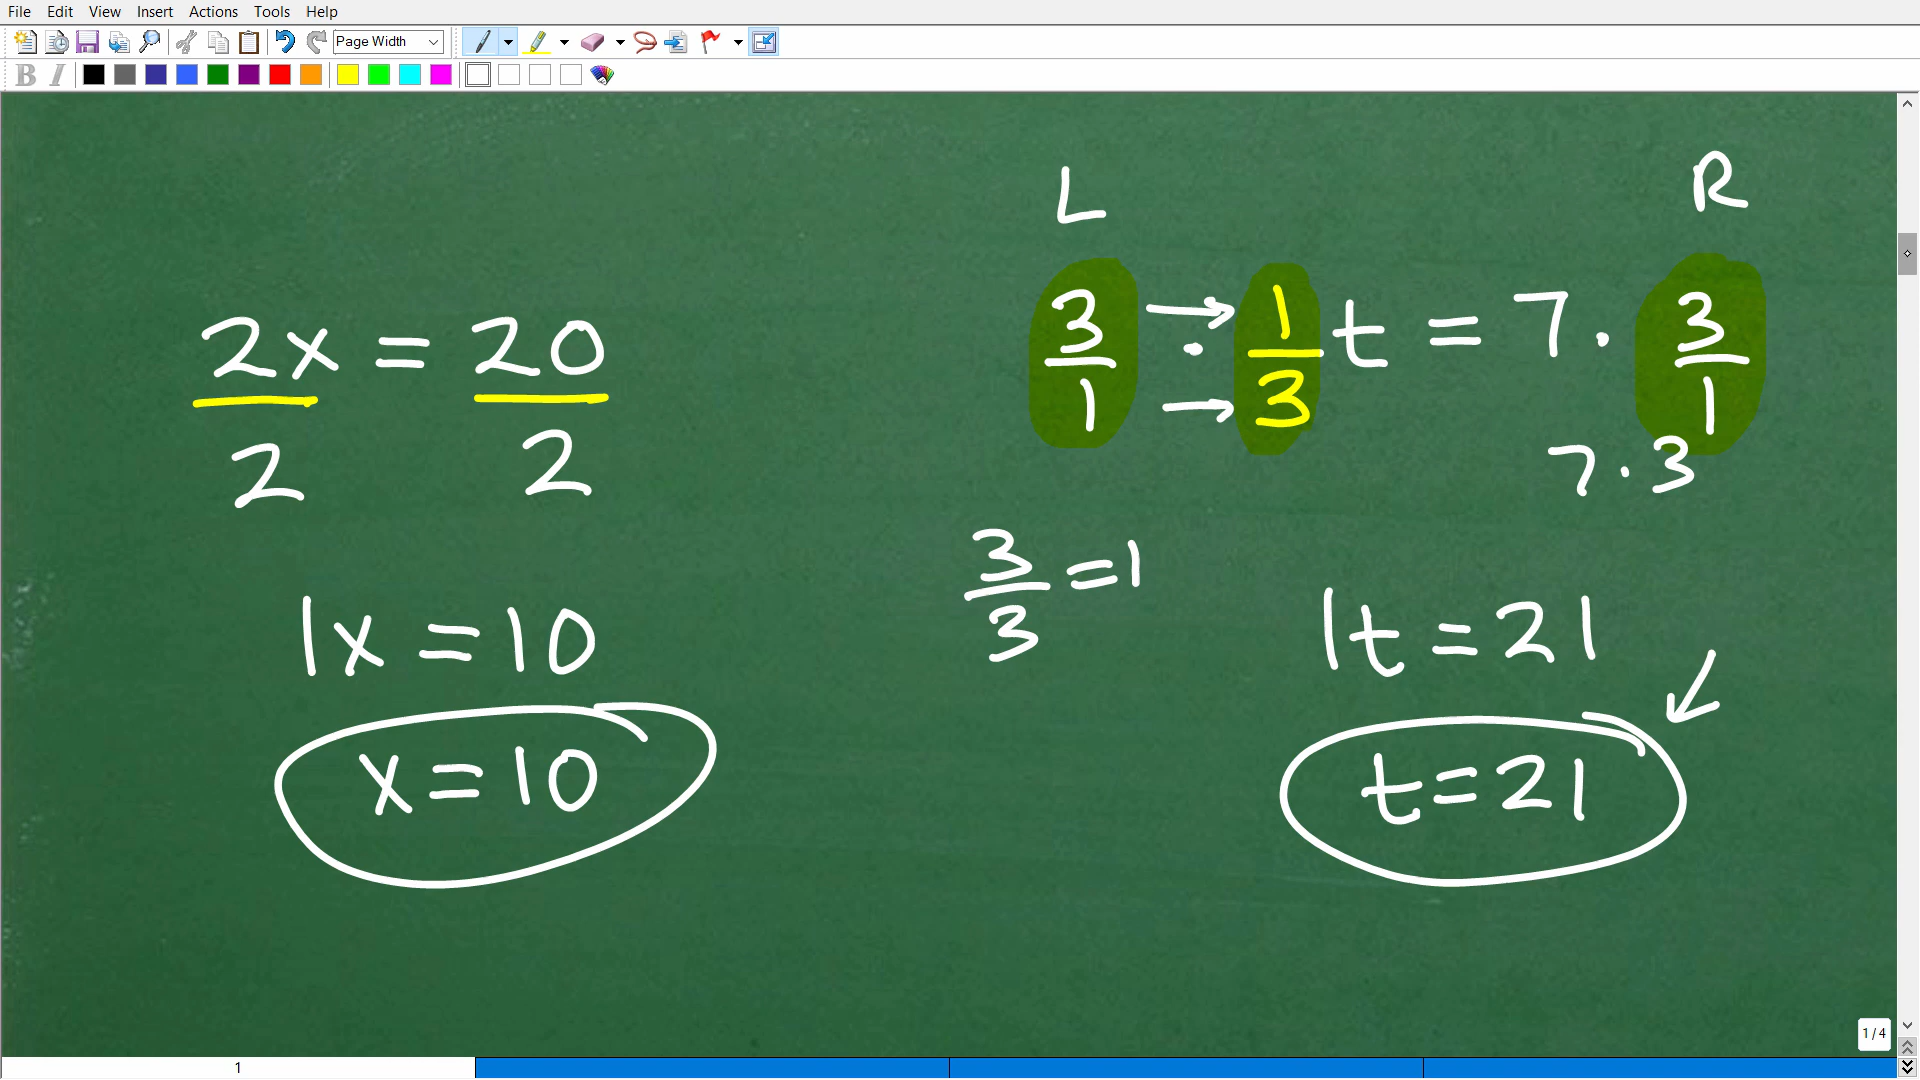 File Edit View Insert Actions Tools Help
Page Width
B I
L R
3/1 · 1/3 t = 7 · 3/1
7 · 3
2x/2 = 20/2
3/3 = 1
1x = 10
1t = 21
x = 10
t = 21
1 / 4
1